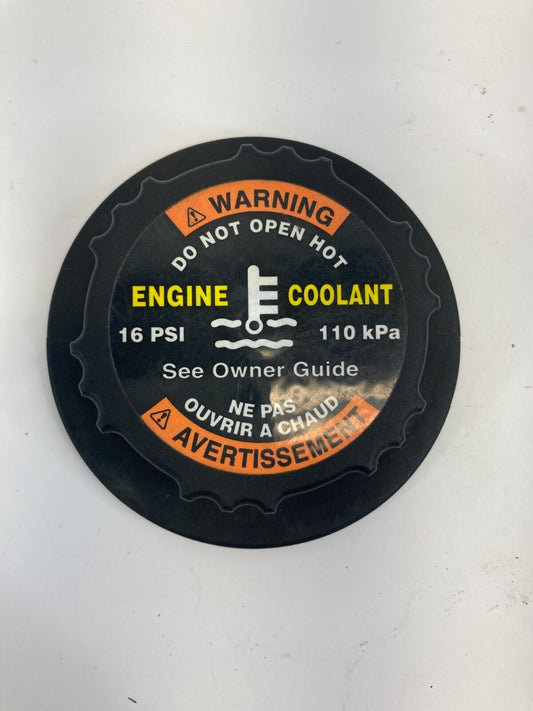 WARNING
DO NOT OPEN HOT
ENGINE COOLANT
16 PSI 110 kPa
See Owner Guide
NE PAS
OUVRIR A CHAUD
AVERTISSEMENT